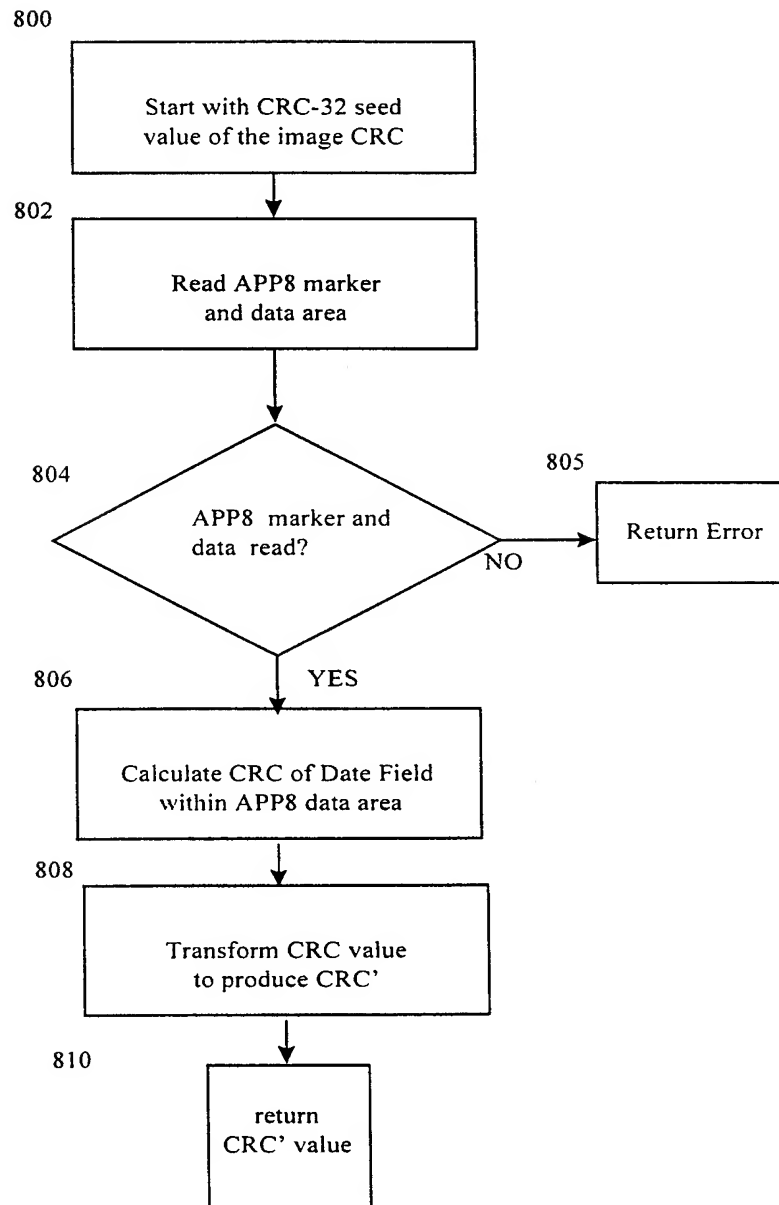 800
Start with CRC-32 seed
value of the image CRC
802
Read APP8 marker
and data area
804
APP8 marker and
data read?
NO
805
Return Error
YES
806
Calculate CRC of Date Field
within APP8 data area
808
Transform CRC value
to produce CRC'
810
return
CRC' value